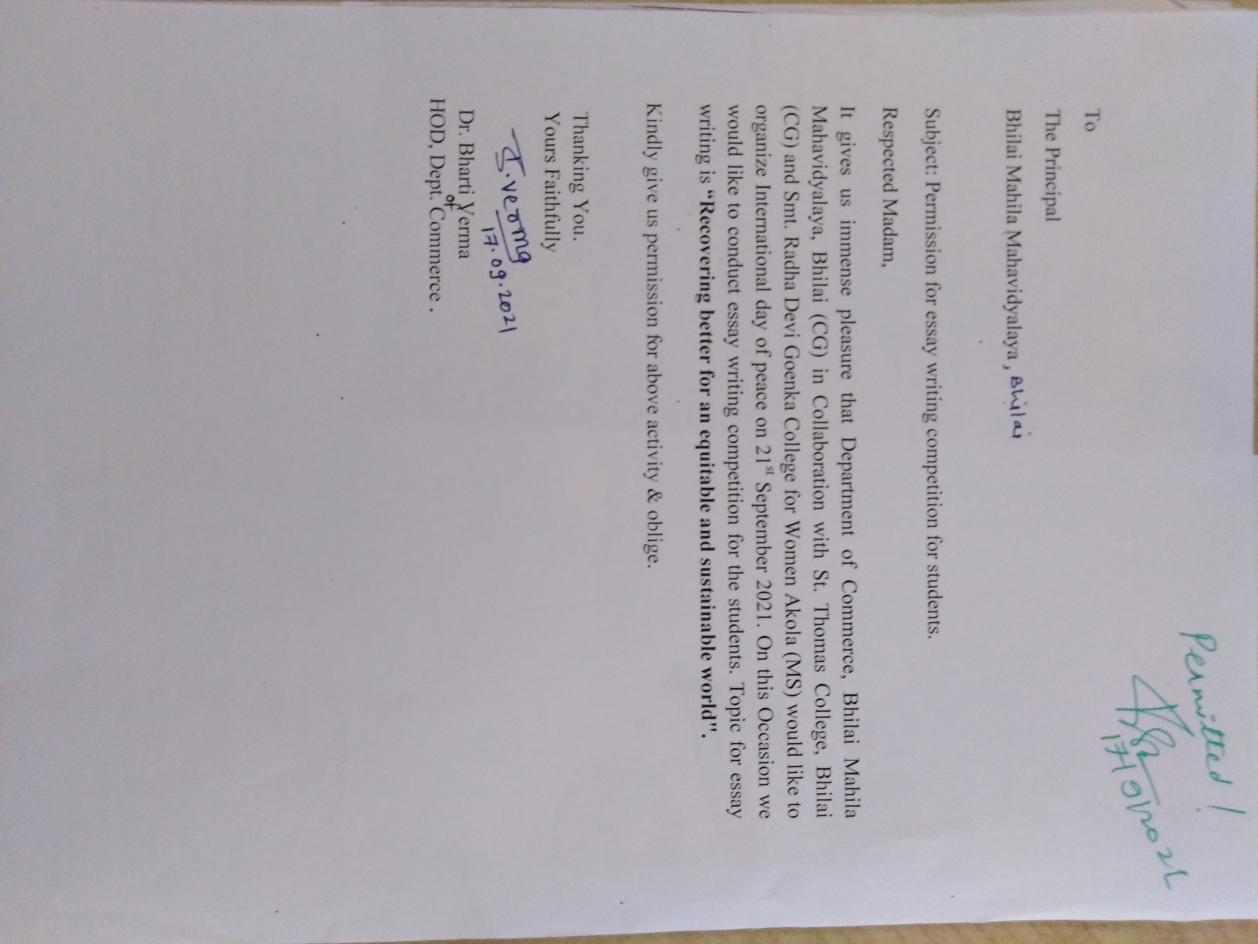 Permitted!
17/9/2021
To
The Principal
Bhilai Mahila Mahavidyalaya, Bhilai
Subject: Permission for essay writing competition for students.
Respected Madam,
It gives us immense pleasure that Department of Commerce, Bhilai Mahila
Mahavidyalaya, Bhilai (CG) in Collaboration with St. Thomas College, Bhilai
(CG) and Smt. Radha Devi Goenka College for Women Akola (MS) would like to
organize International day of peace on 21st September 2021. On this Occasion we
would like to conduct essay writing competition for the students. Topic for essay
writing is “Recovering better for an equitable and sustainable world".
Kindly give us permission for above activity & oblige.
Thanking You.
Yours Faithfully
B.Verma
17.09.2021
Dr. Bharti Verma
HOD, Dept. of Commerce.